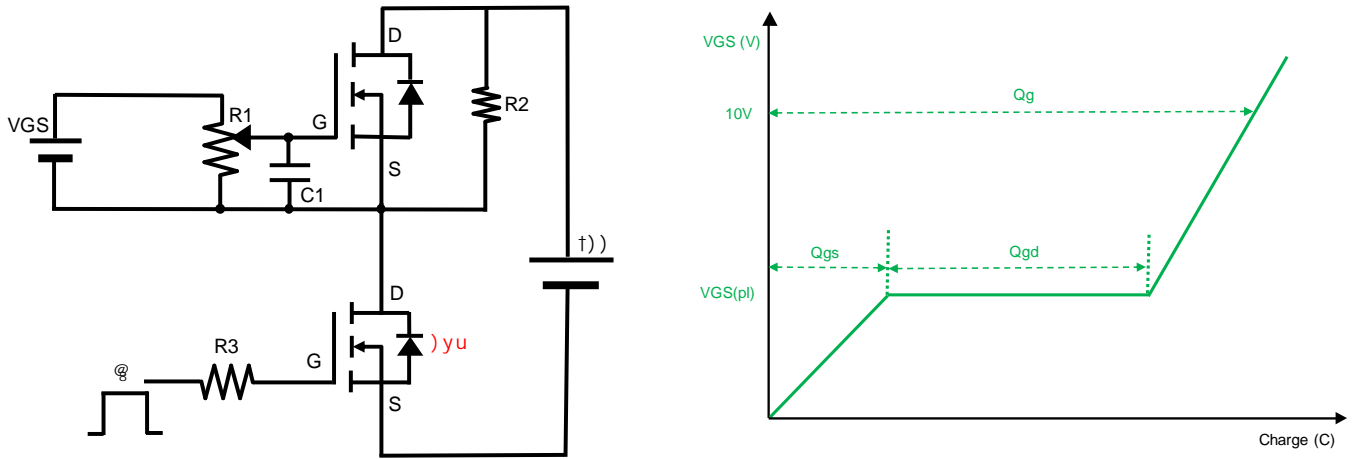 D
VGS
R1
G
R2
S
C1
†))
D
R3
G
)yu
S
VGS (V)
Qg
10V
Qgs
Qgd
VGS(pl)
Charge (C)